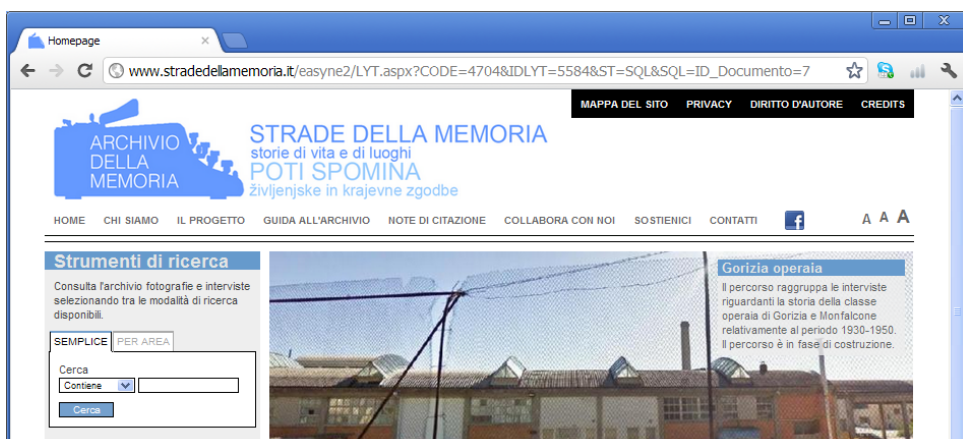 Homepage
www.stradedellamemoria.it/easyne2/LYT.aspx?CODE=4704&IDLYT=5584&ST=SQL&SQL=ID_Documento=7
MAPPA DEL SITO PRIVACY DIRITTO D'AUTORE CREDITS
ARCHIVIO
DELLA
MEMORIA
STRADE DELLA MEMORIA
storie di vita e di luoghi
POTI SPOMINA
življenjske in krajevne zgodbe
HOME CHI SIAMO IL PROGETTO GUIDA ALL'ARCHIVIO NOTE DI CITAZIONE COLLABORA CON NOI SOSTIENICI CONTATTI f A A A
Strumenti di ricerca
Consulta l'archivio fotografie e interviste
selezionando tra le modalità di ricerca
disponibili.
SEMPLICE PER AREA
Cerca
Contiene
Cerca
Gorizia operaia
Il percorso raggruppa le interviste
riguardanti la storia della classe
operaia di Gorizia e Monfalcone
relativamente al periodo 1930-1950.
Il percorso è in fase di costruzione.